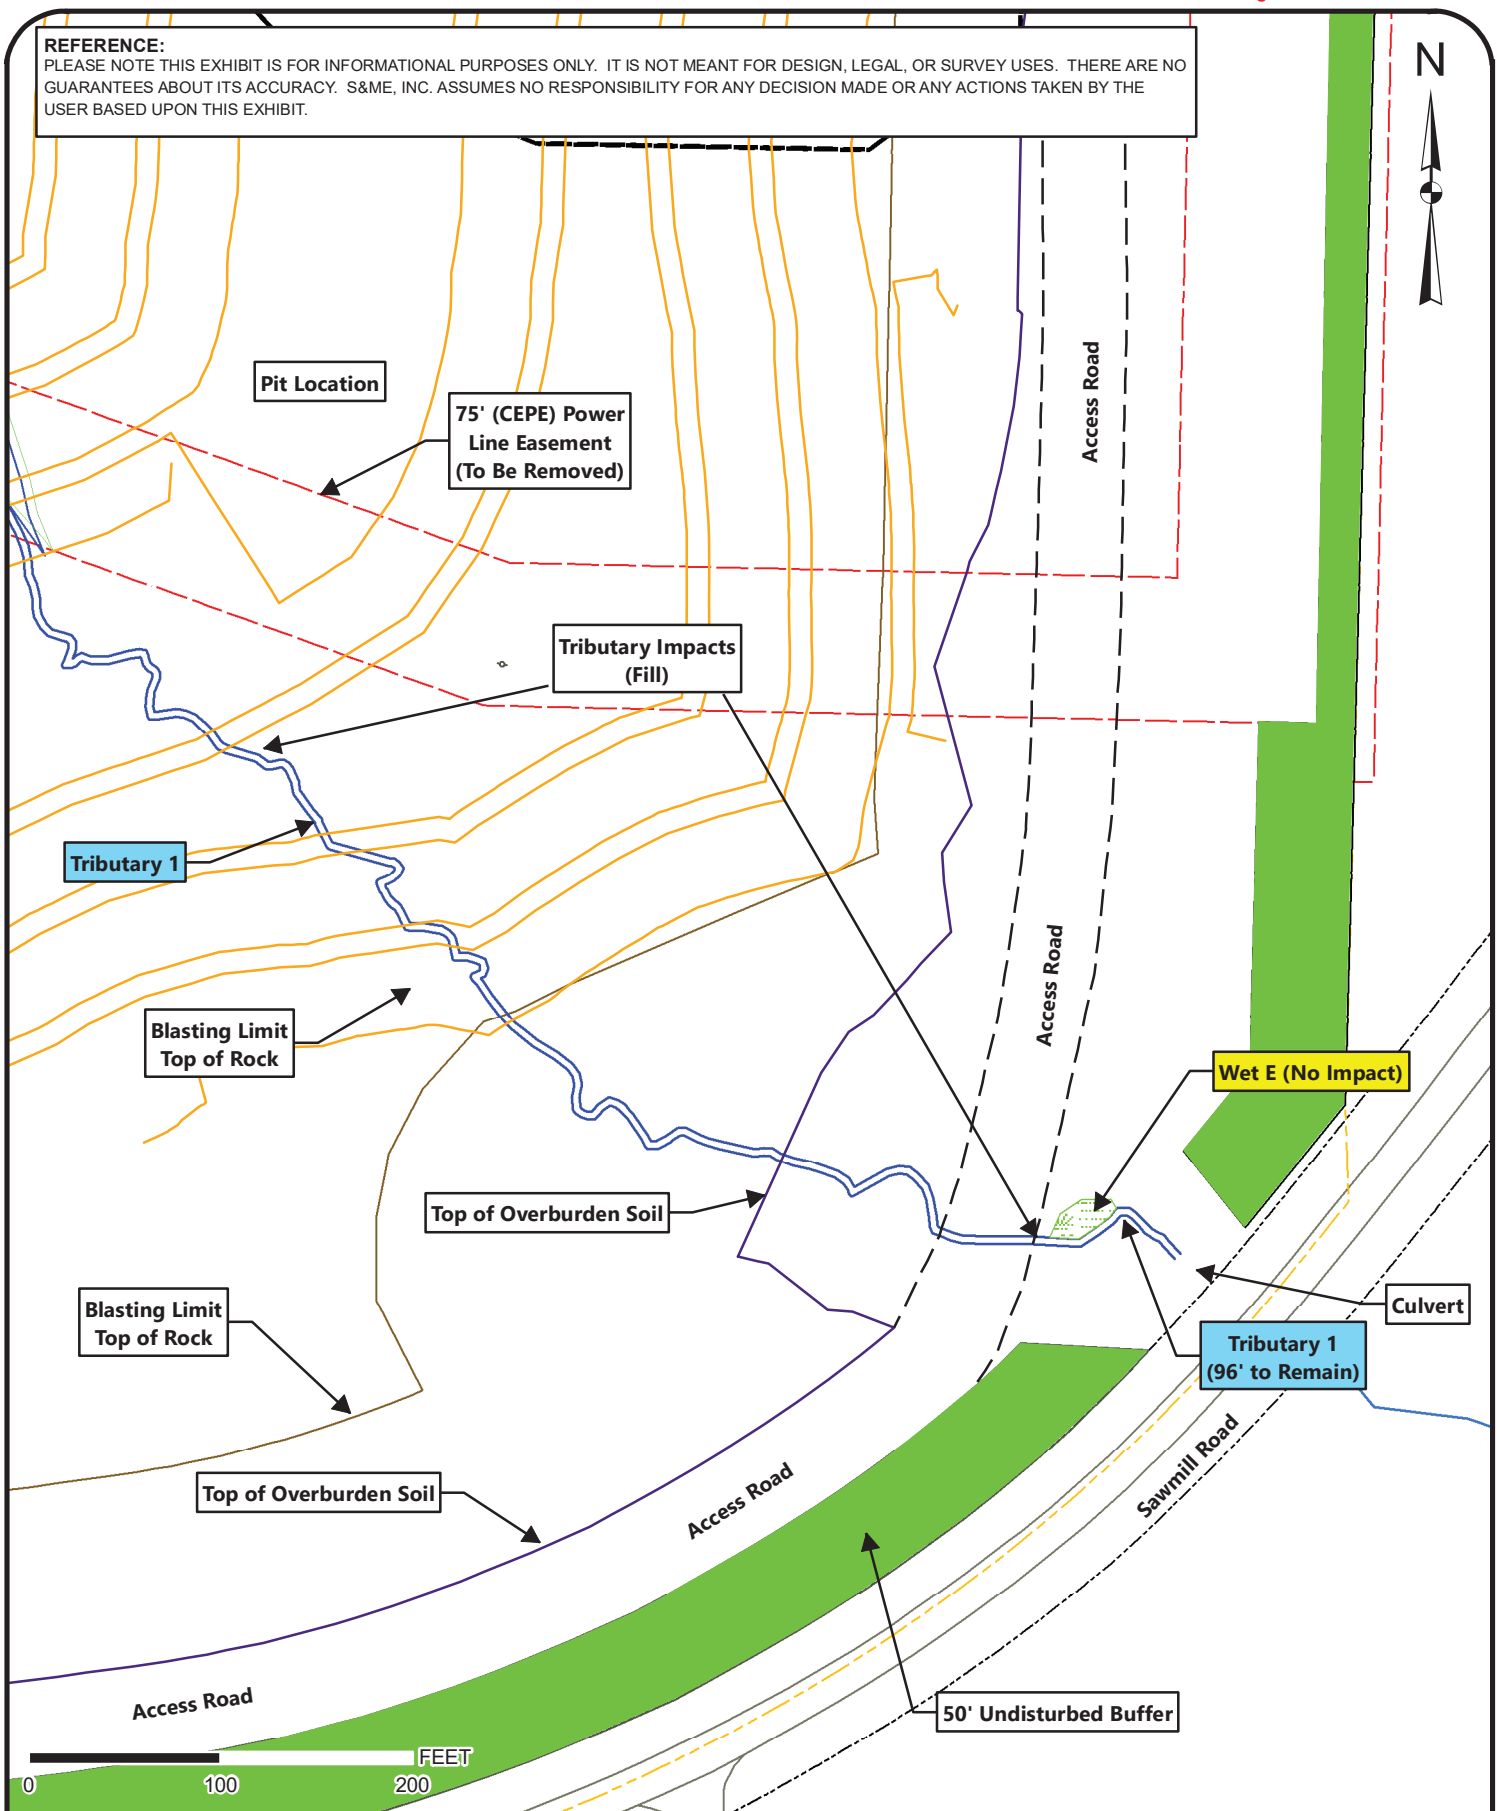 REFERENCE:
PLEASE NOTE THIS EXHIBIT IS FOR INFORMATIONAL PURPOSES ONLY.  IT IS NOT MEANT FOR DESIGN, LEGAL, OR SURVEY USES.  THERE ARE NO
GUARANTEES ABOUT ITS ACCURACY.  S&ME, INC. ASSUMES NO RESPONSIBILITY FOR ANY DECISION MADE OR ANY ACTIONS TAKEN BY THE
USER BASED UPON THIS EXHIBIT.
N
Pit Location
75' (CEPE) Power
Line Easement
(To Be Removed)
Access Road
Tributary Impacts
(Fill)
Tributary 1
Access Road
Blasting Limit
Top of Rock
Wet E (No Impact)
Top of Overburden Soil
Culvert
Blasting Limit
Top of Rock
Tributary 1
(96' to Remain)
Sawmill Road
Top of Overburden Soil
Access Road
Access Road
50' Undisturbed Buffer
FEET
0 100 200